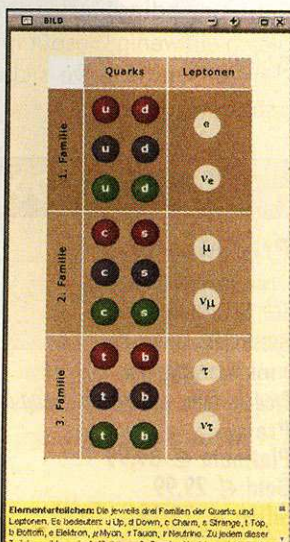 BILD
Quarks Leptonen
1. Familie
u d
e
u d
u d
νe
2. Familie
c s
μ
c s
c s
νμ
3. Familie
t b
τ
t b
t b
ντ
Elementarteilchen: Die jeweils drei Familien der Quarks und
Leptonen. Es bedeuten: u Up, d Down, c Charm, s Strange, t Top,
b Bottom, e Elektron, μ Myon, τ Tauon, ν Neutrino. Zu jedem dieser